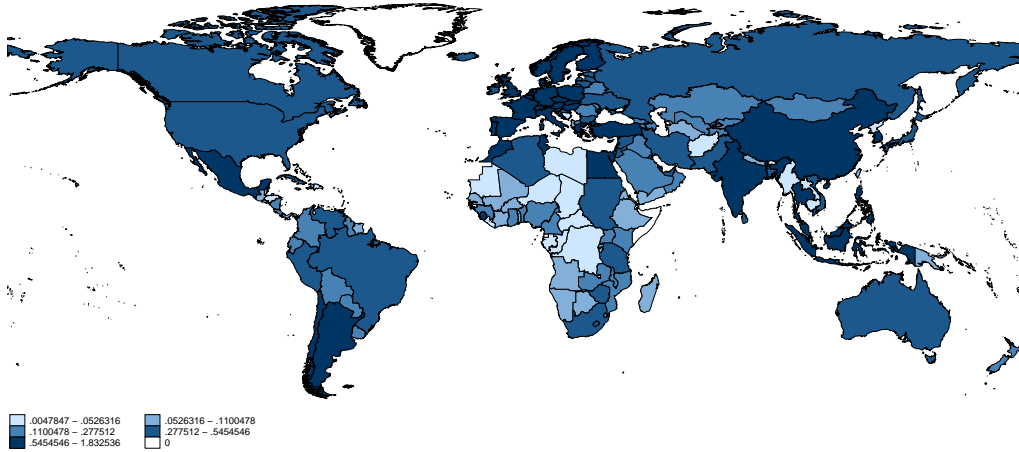 .0047847 – .0526316 .0526316 – .1100478
.1100478 – .277512 .277512 – .5454546
.5454546 – 1.832536 0